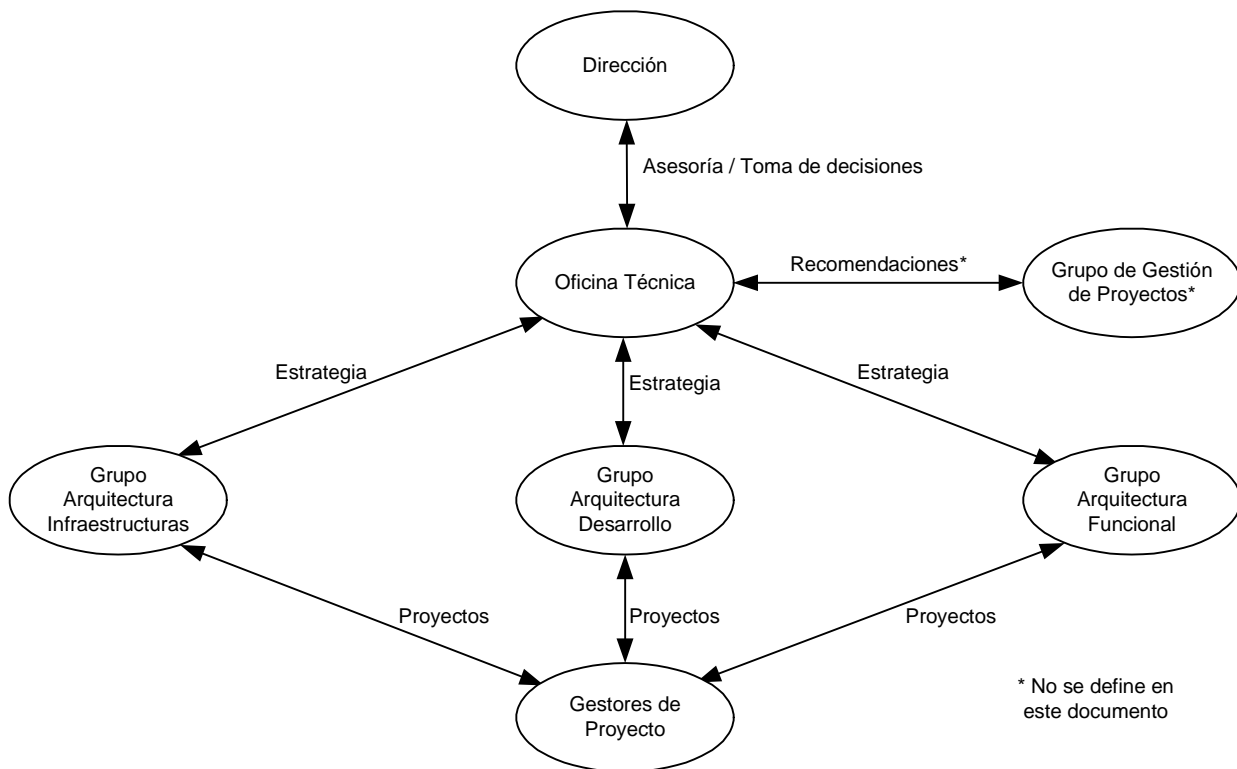 Dirección
Asesoría / Toma de decisiones
Oficina Técnica
Recomendaciones*
Grupo de Gestión
de Proyectos*
Estrategia
Estrategia
Estrategia
Grupo
Arquitectura
Infraestructuras
Grupo
Arquitectura
Desarrollo
Grupo
Arquitectura
Funcional
Proyectos
Proyectos
Proyectos
Gestores de
Proyecto
* No se define en
este documento